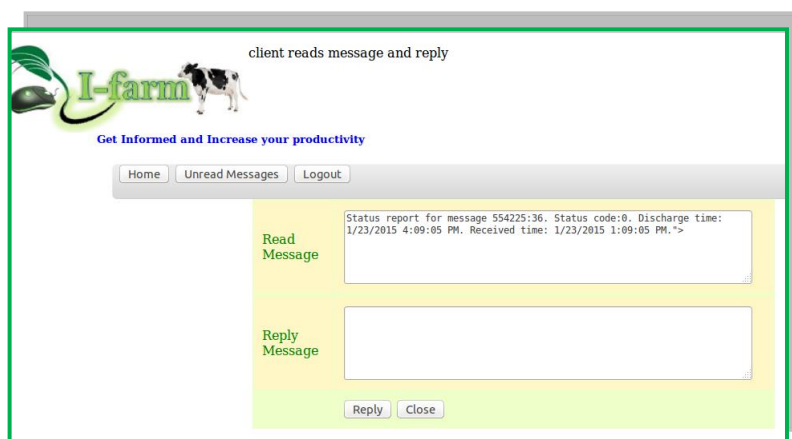 client reads message and reply
I-farm
Get Informed and Increase your productivity
Home Unread Messages Logout
Read
Message
Status report for message 554225:36. Status code:0. Discharge time:
1/23/2015 4:09:05 PM. Received time: 1/23/2015 1:09:05 PM.">
Reply
Message
Reply Close